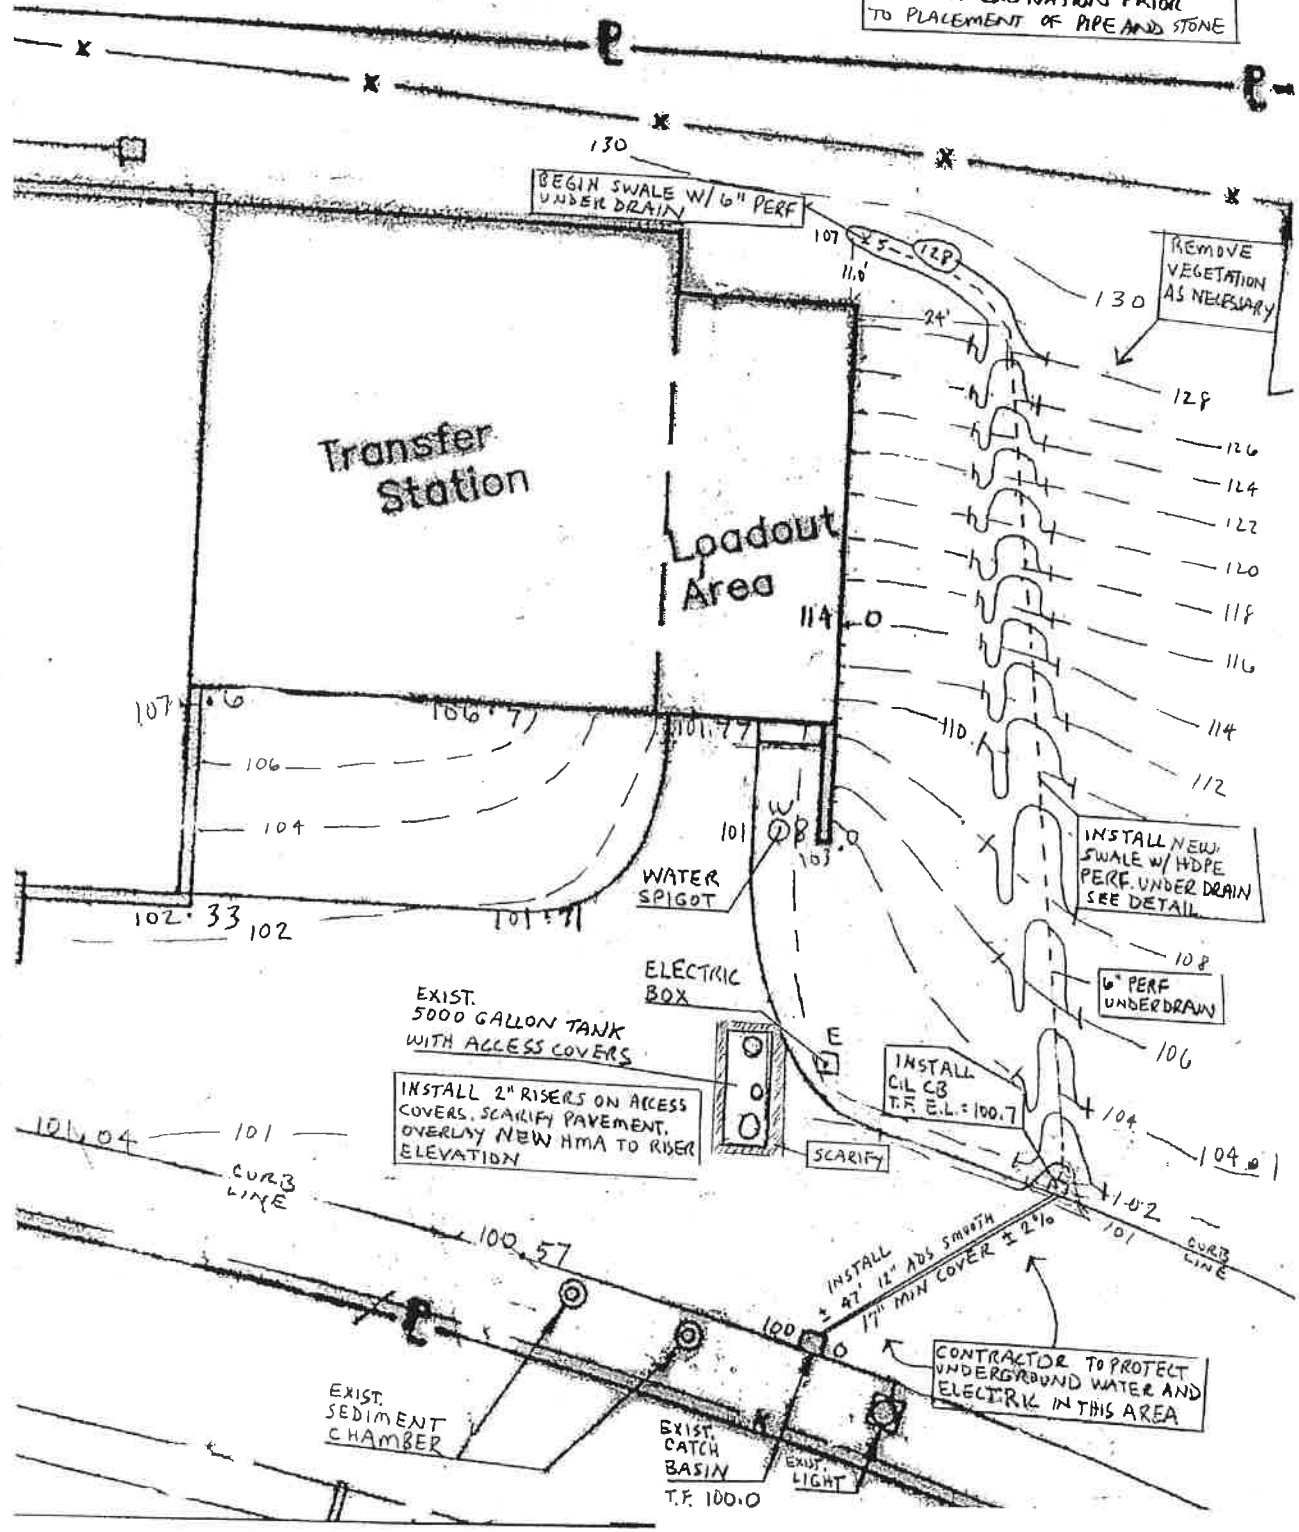 TO PLACEMENT OF PIPE AND STONE
PRIOR
X
X
X
X
X
130
BEGIN SWALE W/ 6" PERF
UNDER DRAIN
107
128
11.0'
24'
REMOVE
VEGETATION
AS NECESSARY
130
128
126
124
122
120
118
116
114
112
110
Transfer
Station
Loadout
Area
114.0
107.6
106.7
101.77
106
104
W
101
8
103.0
WATER
SPIGOT
INSTALL NEW
SWALE W/ HDPE
PERF. UNDER DRAIN
SEE DETAIL
102.33
102
101.71
108
ELECTRIC
BOX
6" PERF
UNDERDRAIN
EXIST.
5000 GALLON TANK
WITH ACCESS COVERS
E
106
INSTALL
C.I. CB
T.F. E.L. = 100.7
INSTALL 2" RISERS ON ACCESS
COVERS. SCARIFY PAVEMENT.
OVERLAY NEW HMA TO RISER
ELEVATION
SCARIFY
104
104.1
101.04
101
CURB
LINE
102
101
CURB
LINE
100.57
INSTALL
± 47' 12" ADS SMOOTH
17" MIN COVER ± 2%
100.0
CONTRACTOR TO PROTECT
UNDERGROUND WATER AND
ELECTRIC IN THIS AREA
EXIST.
SEDIMENT
CHAMBER
EXIST.
CATCH
BASIN
T.F. 100.0
EXIST.
LIGHT